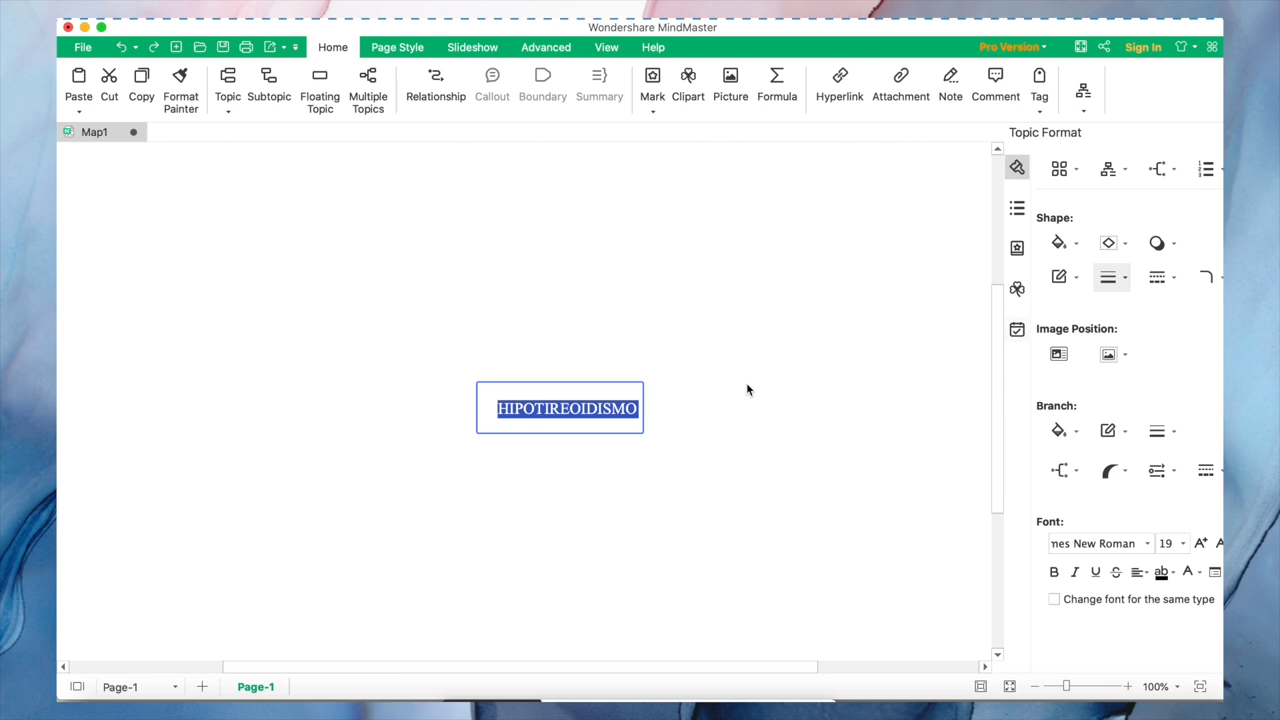 Wondershare MindMaster
File Home Page Style Slideshow Advanced View Help Pro Version Sign In
Paste Cut Copy Format Painter Topic Subtopic Floating Topic Multiple Topics Relationship Callout Boundary Summary Mark Clipart Picture Formula Hyperlink Attachment Note Comment Tag
Map1
Topic Format
Shape:
Image Position:
HIPOTIREOIDISMO
Branch:
Font:
nes New Roman 19 A+ A
B I U S ab A
Change font for the same type
Page-1 + Page-1 100%